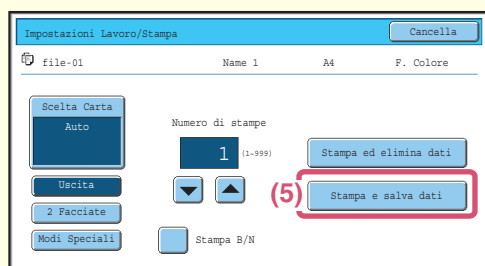 Impostazioni Lavoro/Stampa
Cancella
file-01 Name 1 A4 F. Colore
Scelta Carta
Auto
Numero di stampe
1 (1-999)
Stampa ed elimina dati
Uscita
(5) Stampa e salva dati
2 Facciate
Modi Speciali
Stampa B/N